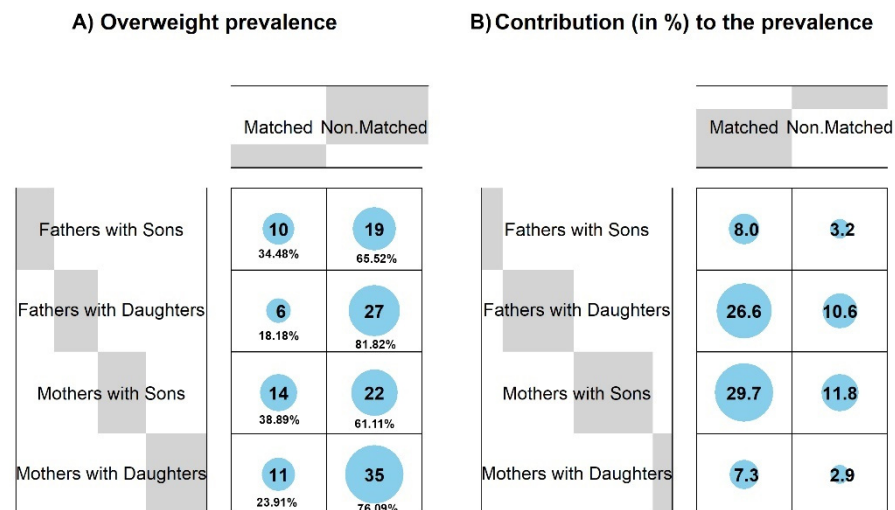 A) Overweight prevalence
Matched Non.Matched
Fathers with Sons 10 19
34.48% 65.52%
Fathers with Daughters 6 27
18.18% 81.82%
Mothers with Sons 14 22
38.89% 61.11%
Mothers with Daughters 11 35
23.91% 76.09%
B) Contribution (in %) to the prevalence
Matched Non.Matched
Fathers with Sons 8.0 3.2
Fathers with Daughters 26.6 10.6
Mothers with Sons 29.7 11.8
Mothers with Daughters 7.3 2.9